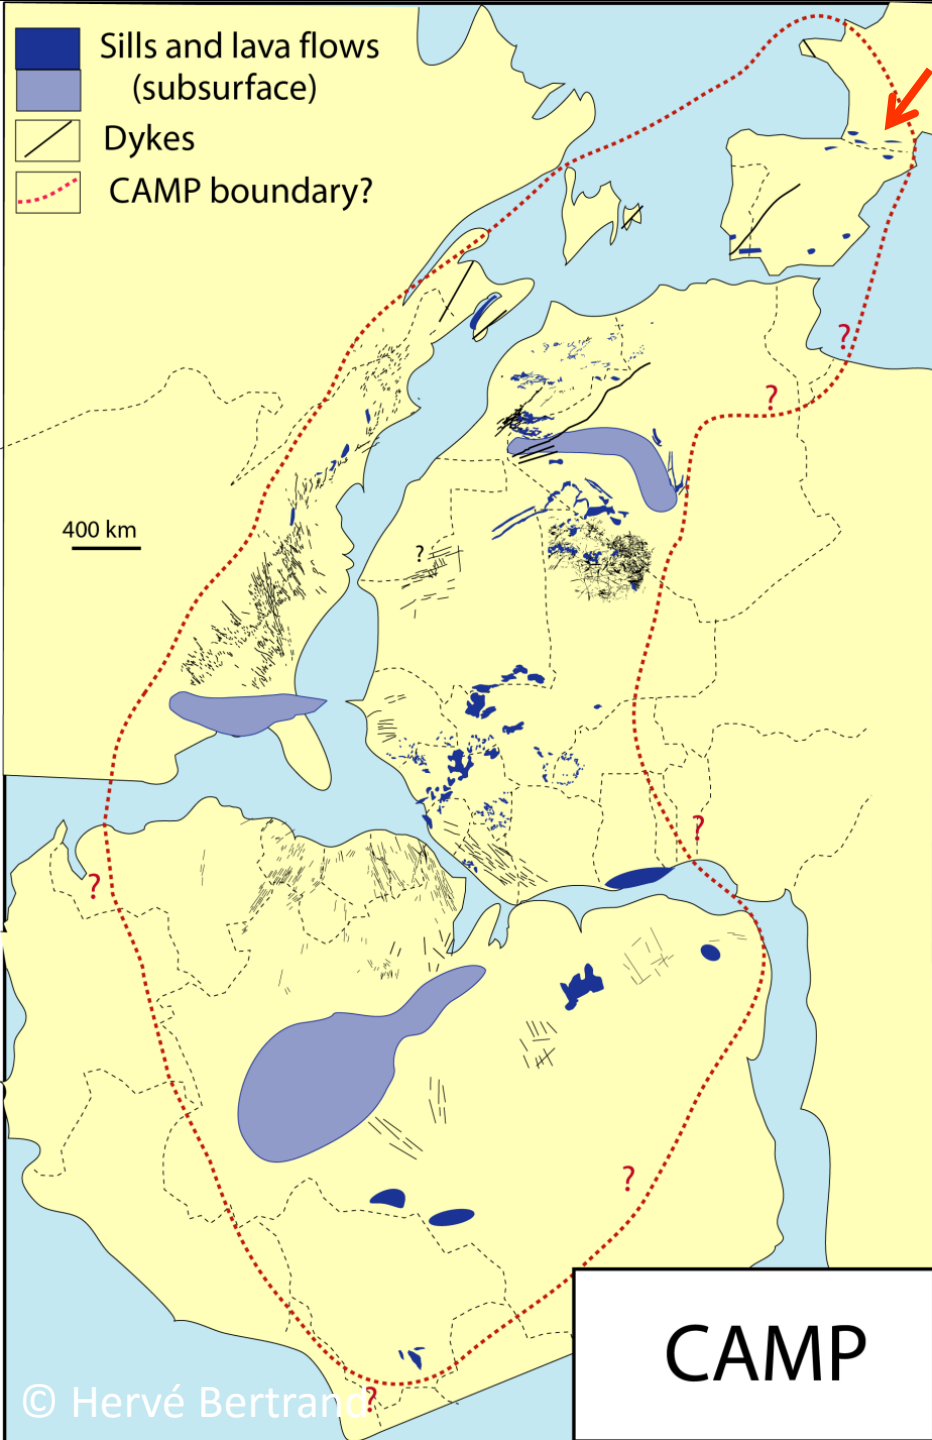 Sills and lava flows
(subsurface)
Dykes
CAMP boundary?
?
?
400 km
?
?
?
?
CAMP
© Hervé Bertrand
?